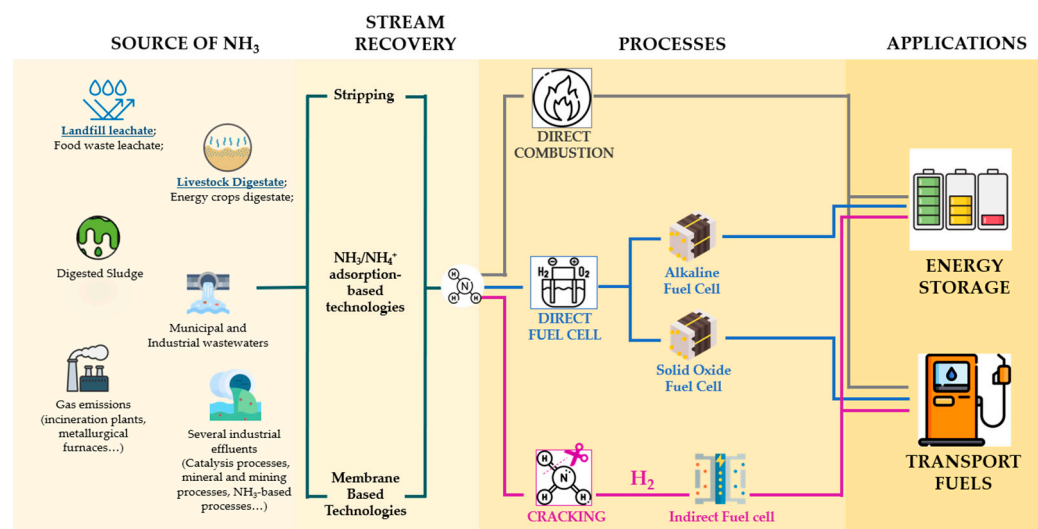 SOURCE OF NH₃
STREAM
RECOVERY
PROCESSES
APPLICATIONS
Landfill leachate;
Food waste leachate;
Livestock Digestate;
Energy crops digestate;
Digested Sludge
Municipal and
Industrial wastewaters
Gas emissions
(incineration plants,
metallurgical
furnaces…)
Several industrial
effluents
(Catalysis processes,
mineral and mining
processes, NH₃-based
processes…)
Stripping
NH₃/NH₄⁺
adsorption-
based
technologies
Membrane
Based
Technologies
H
N
H H
DIRECT
COMBUSTION
H₂ O₂
DIRECT
FUEL CELL
Alkaline
Fuel Cell
Solid Oxide
Fuel Cell
H
N
H H
CRACKING
H₂
Indirect Fuel cell
ENERGY
STORAGE
TRANSPORT
FUELS